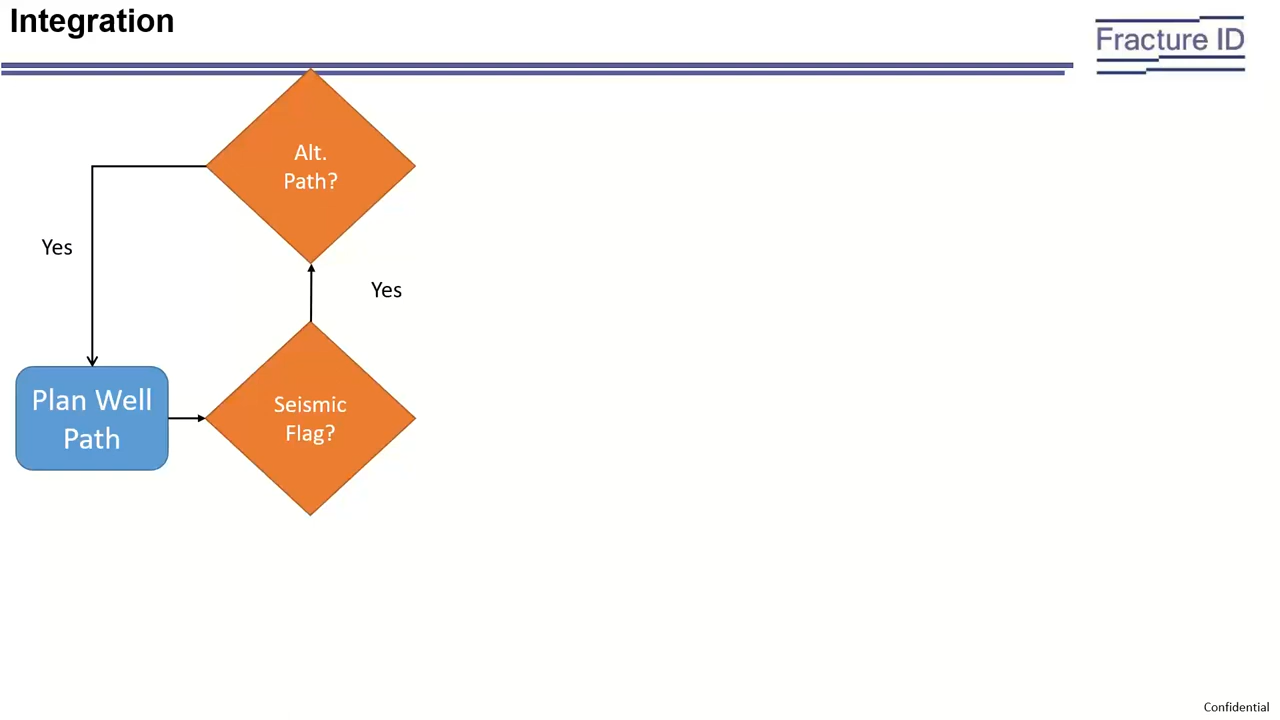 Integration
Fracture ID
Alt.
Path?
Yes
Yes
Plan Well
Path
Seismic
Flag?
Confidential